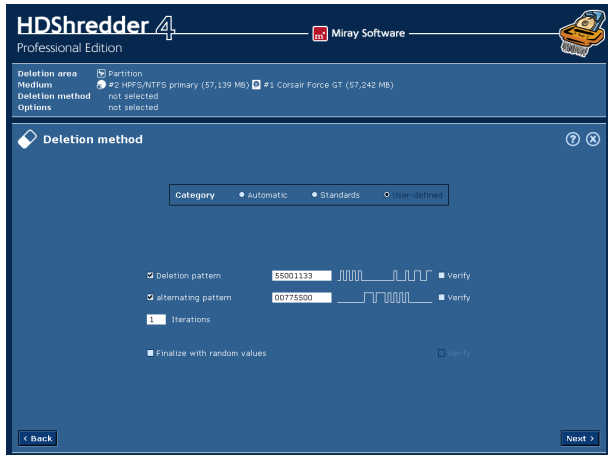 HDShredder 4
Professional Edition
m Miray Software
Deletion area Partition
Medium #2 HPFS/NTFS primary (57,139 MB) #1 Corsair Force GT (57,242 MB)
Deletion method not selected
Options not selected
Deletion method
? X
Category Automatic Standards User-defined
Deletion pattern 55001133 Verify
alternating pattern 00775500 Verify
1 Iterations
Finalize with random values Verify
< Back Next >